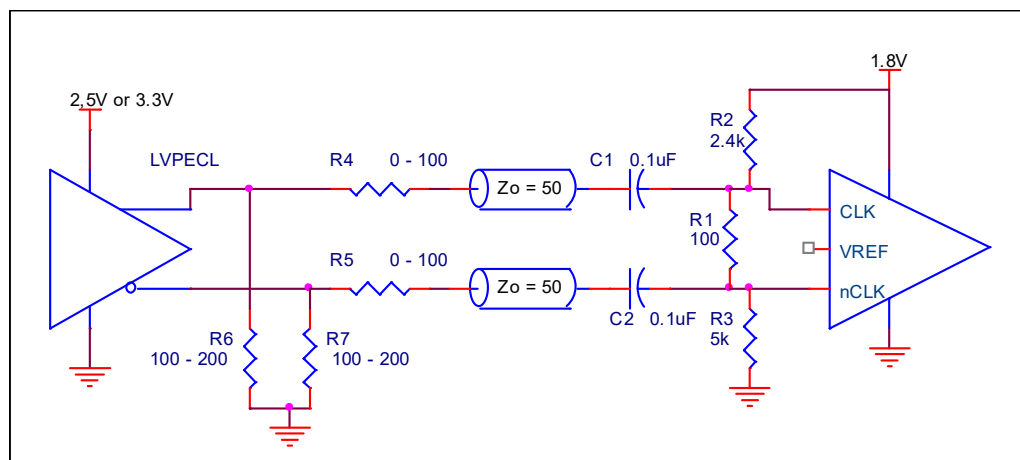 2,5V or 3.3V
1.8V
LVPECL
R4 0 - 100
C1 0.1uF
R2
2.4k
Zo = 50
CLK
R1
100
VREF
R5 0 - 100
Zo = 50
nCLK
C2 0.1uF
R3
5k
R6
100 - 200
R7
100 - 200